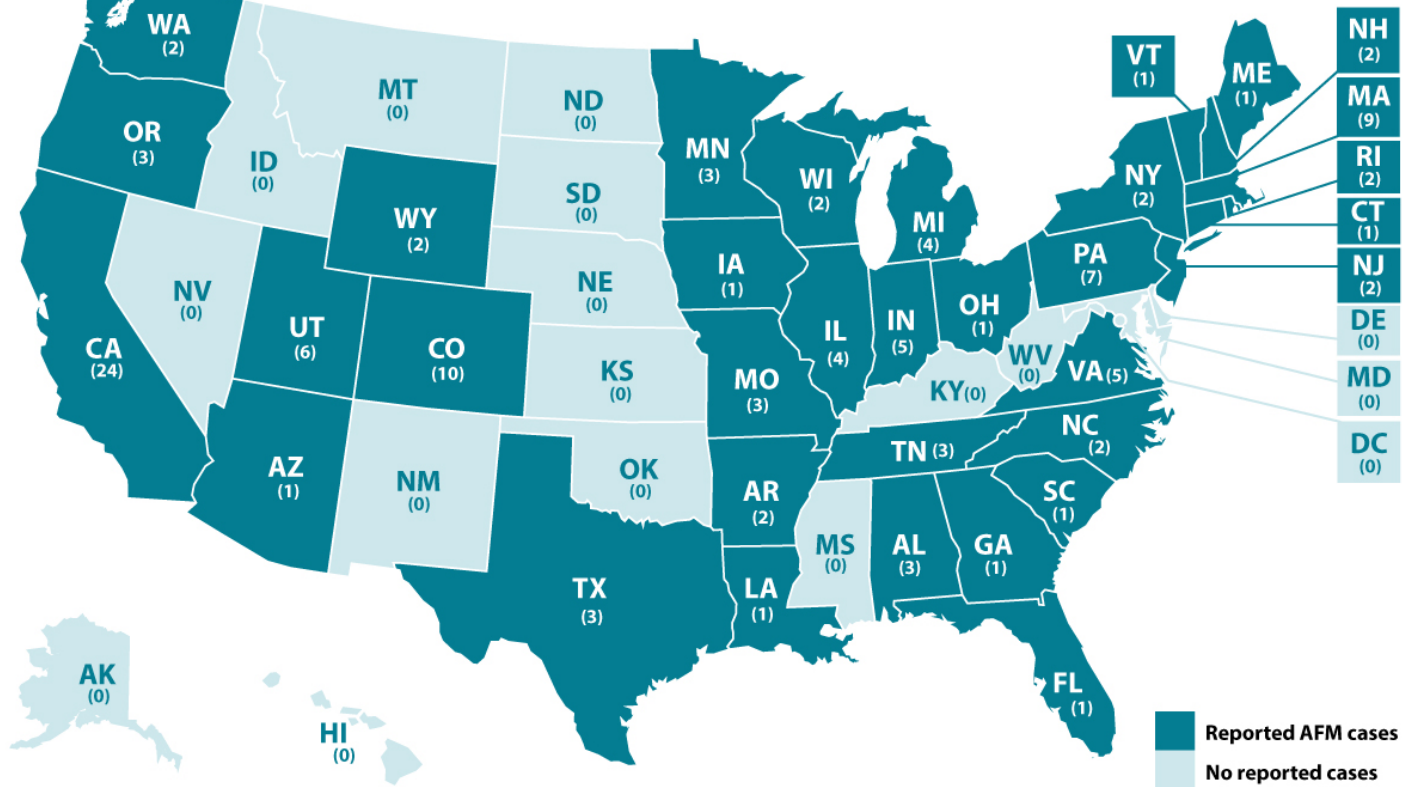 WA
(2)
OR
(3)
CA
(24)
NV
(0)
ID
(0)
MT
(0)
WY
(2)
UT
(6)
CO
(10)
AZ
(1)
NM
(0)
ND
(0)
SD
(0)
NE
(0)
KS
(0)
OK
(0)
TX
(3)
MN
(3)
IA
(1)
MO
(3)
AR
(2)
LA
(1)
WI
(2)
IL
(4)
MI
(4)
IN
(5)
OH
(1)
KY(0)
WV
(0)
VA(5)
TN (3)
NC
(2)
SC
(1)
MS
(0)
AL
(3)
GA
(1)
FL
(1)
PA
(7)
NY
(2)
VT
(1)
ME
(1)
NH
(2)
MA
(9)
RI
(2)
CT
(1)
NJ
(2)
DE
(0)
MD
(0)
DC
(0)
AK
(0)
HI
(0)
Reported AFM cases
No reported cases